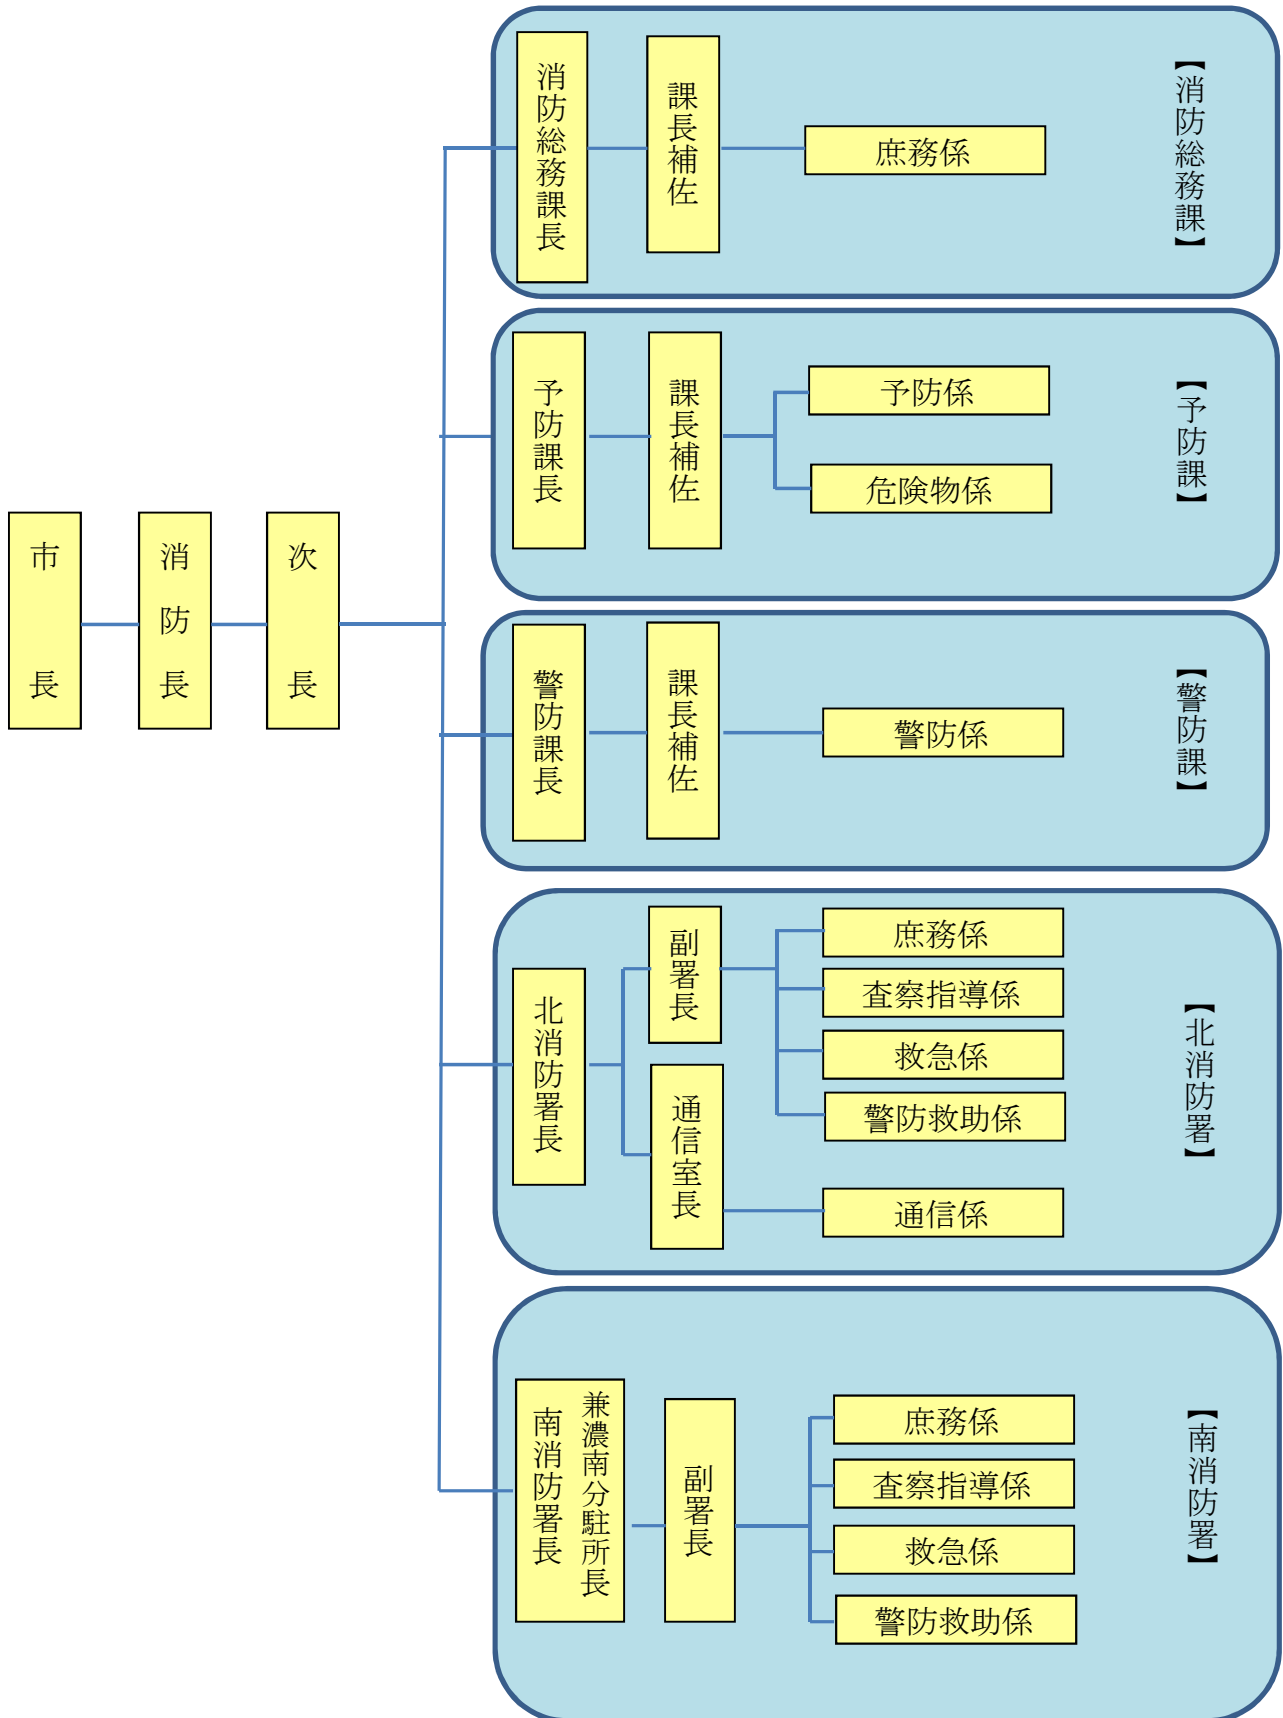 市長
消防長
次長
消防総務課長
課長補佐
庶務係
【消防総務課】
予防課長
課長補佐
予防係
危険物係
【予防課】
警防課長
課長補佐
警防係
【警防課】
北消防署長
副署長
庶務係
査察指導係
救急係
警防救助係
通信室長
通信係
【北消防署】
南消防署長
兼濃南分駐所長
副署長
庶務係
査察指導係
救急係
警防救助係
【南消防署】